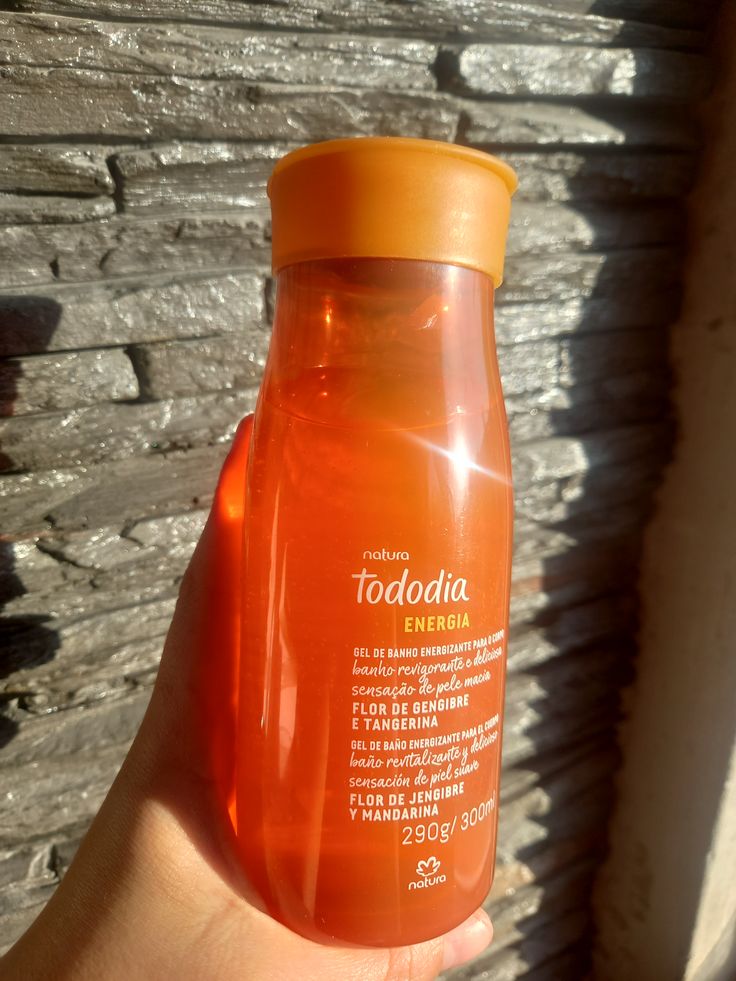 natura
Tododia
ENERGIA
GEL DE BANHO ENERGIZANTE PARA O CORPO
banho revigorante e deliciosa
sensação de pele macia
FLOR DE GENGIBRE
E TANGERINA
GEL DE BAÑO ENERGIZANTE PARA EL CUERPO
baño revitalizante y deliciosa
sensación de piel suave
FLOR DE JENGIBRE
Y MANDARINA
290g/ 300ml
natura